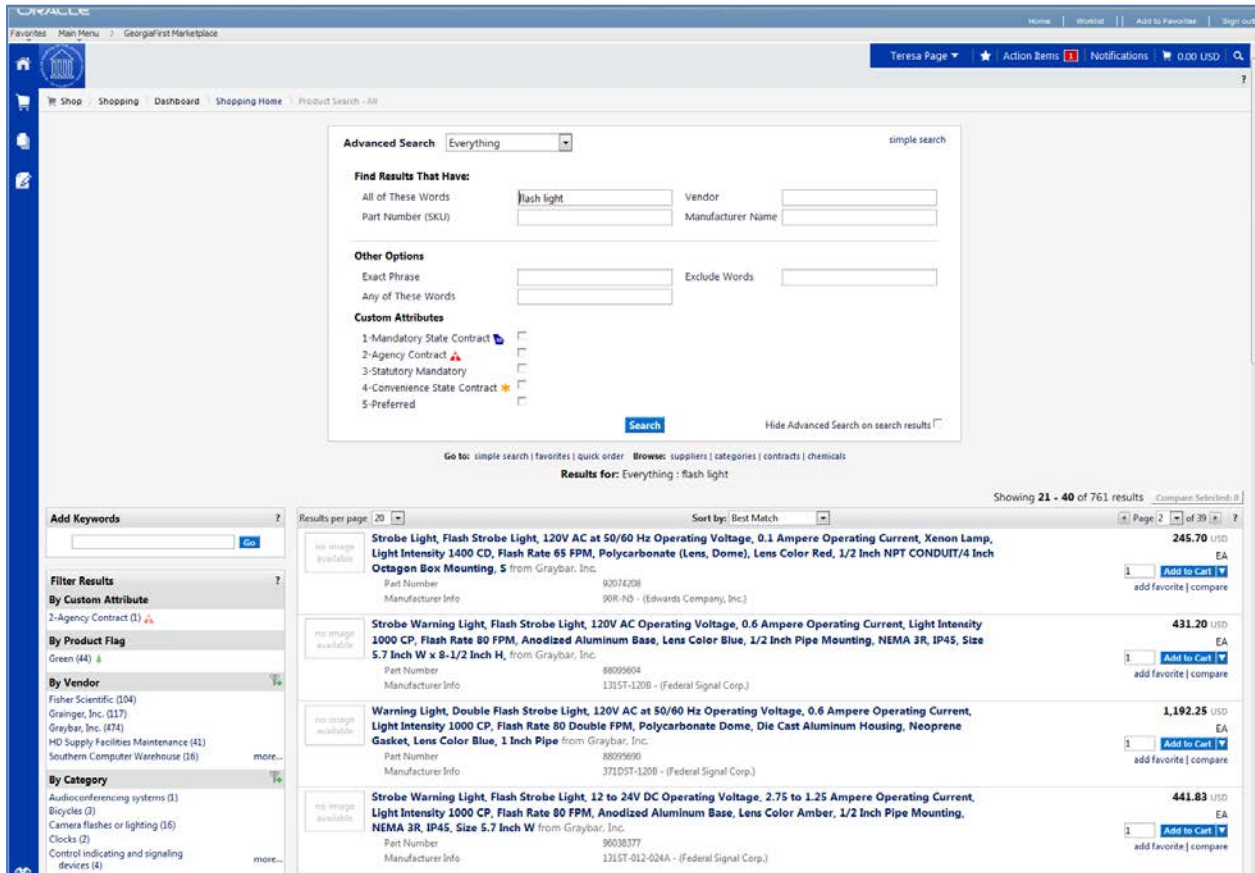 ORACLE
Home | Worklist || Add to Favorites | Sign out
Favorites Main Menu > GeorgiaFirst Marketplace
Teresa Page ▼ ★ Action Items 1 Notifications 0.00 USD
?
Shop Shopping Dashboard Shopping Home Product Search - All
Advanced Search Everything simple search
Find Results That Have:
All of These Words flash light Vendor
Part Number (SKU) Manufacturer Name
Other Options
Exact Phrase Exclude Words
Any of These Words
Custom Attributes
1-Mandatory State Contract
2-Agency Contract
3-Statutory Mandatory
4-Convenience State Contract
5-Preferred
Search Hide Advanced Search on search results
Go to: simple search | favorites | quick order Browse: suppliers | categories | contracts | chemicals
Results for: Everything : flash light
Showing 21 - 40 of 761 results Compare Selected: 0
Add Keywords ?
Go
Filter Results ?
By Custom Attribute
2-Agency Contract (1)
By Product Flag
Green (44)
By Vendor
Fisher Scientific (104)
Grainger, Inc. (117)
Graybar, Inc. (474)
HD Supply Facilities Maintenance (41)
Southern Computer Warehouse (16) more...
By Category
Audioconferencing systems (1)
Bicycles (3)
Camera flashes or lighting (16)
Clocks (2)
Control indicating and signaling
devices (4) more...
Results per page 20 Sort by: Best Match Page 2 of 39 ?
no image
available
Strobe Light, Flash Strobe Light, 120V AC at 50/60 Hz Operating Voltage, 0.1 Ampere Operating Current, Xenon Lamp,
Light Intensity 1400 CD, Flash Rate 65 FPM, Polycarbonate (Lens, Dome), Lens Color Red, 1/2 Inch NPT CONDUIT/4 Inch
Octagon Box Mounting, S from Graybar, Inc.
Part Number 92074208
Manufacturer Info 90R-N5 - (Edwards Company, Inc.)
245.70 USD
EA
1 Add to Cart
add favorite | compare
no image
available
Strobe Warning Light, Flash Strobe Light, 120V AC Operating Voltage, 0.6 Ampere Operating Current, Light Intensity
1000 CP, Flash Rate 80 FPM, Anodized Aluminum Base, Lens Color Blue, 1/2 Inch Pipe Mounting, NEMA 3R, IP45, Size
5.7 Inch W x 8-1/2 Inch H, from Graybar, Inc.
Part Number 88095604
Manufacturer Info 131ST-120B - (Federal Signal Corp.)
431.20 USD
EA
1 Add to Cart
add favorite | compare
no image
available
Warning Light, Double Flash Strobe Light, 120V AC at 50/60 Hz Operating Voltage, 0.6 Ampere Operating Current,
Light Intensity 1000 CP, Flash Rate 80 Double FPM, Polycarbonate Dome, Die Cast Aluminum Housing, Neoprene
Gasket, Lens Color Blue, 1 Inch Pipe from Graybar, Inc.
Part Number 88095690
Manufacturer Info 371DST-120B - (Federal Signal Corp.)
1,192.25 USD
EA
1 Add to Cart
add favorite | compare
no image
available
Strobe Warning Light, Flash Strobe Light, 12 to 24V DC Operating Voltage, 2.75 to 1.25 Ampere Operating Current,
Light Intensity 1000 CP, Flash Rate 80 FPM, Anodized Aluminum Base, Lens Color Amber, 1/2 Inch Pipe Mounting,
NEMA 3R, IP45, Size 5.7 Inch W from Graybar, Inc.
Part Number 96038377
Manufacturer Info 131ST-012-024A - (Federal Signal Corp.)
441.83 USD
EA
1 Add to Cart
add favorite | compare